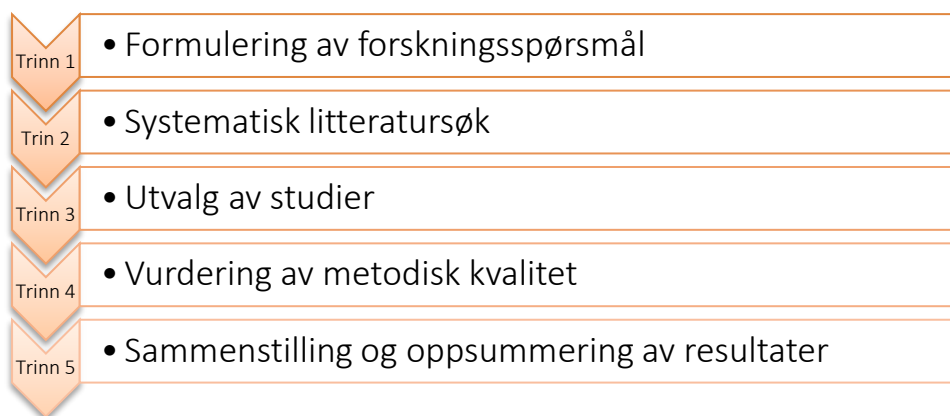 Trinn 1
• Formulering av forskningsspørsmål
Trin 2
• Systematisk litteratursøk
Trinn 3
• Utvalg av studier
Trinn 4
• Vurdering av metodisk kvalitet
Trinn 5
• Sammenstilling og oppsummering av resultater